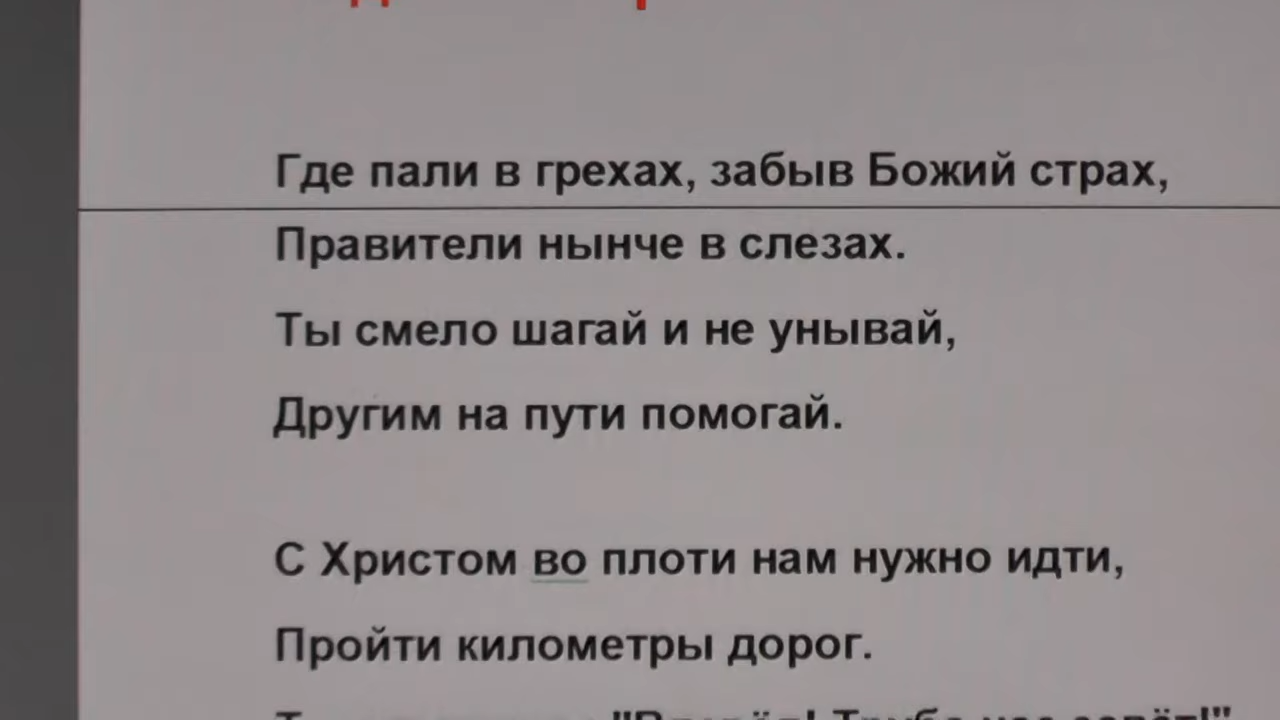 Где пали в грехах, забыв Божий страх,
Правители нынче в слезах.
Ты смело шагай и не унывай,
Другим на пути помогай.
С Христом во плоти нам нужно идти,
Пройти километры дорог.